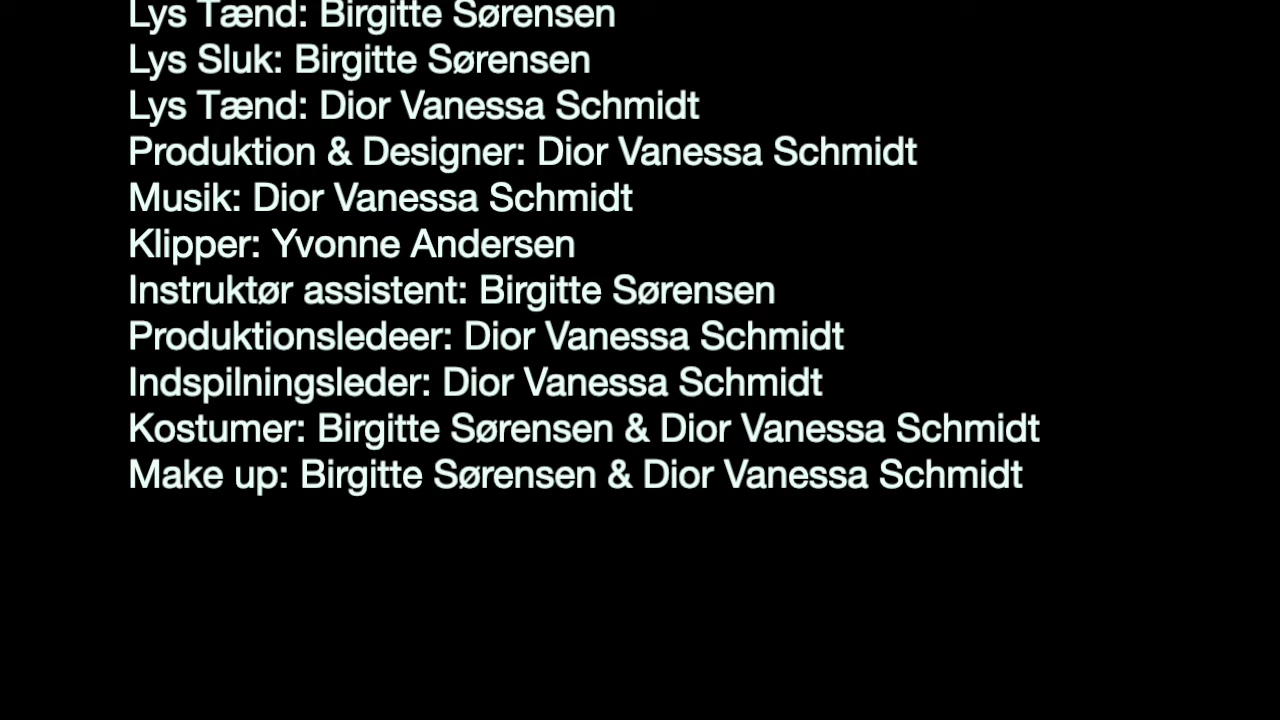 Lys Tænd: Birgitte Sørensen
Lys Sluk: Birgitte Sørensen
Lys Tænd: Dior Vanessa Schmidt
Produktion & Designer: Dior Vanessa Schmidt
Musik: Dior Vanessa Schmidt
Klipper: Yvonne Andersen
Instruktør assistent: Birgitte Sørensen
Produktionsledeer: Dior Vanessa Schmidt
Indspilningsleder: Dior Vanessa Schmidt
Kostumer: Birgitte Sørensen & Dior Vanessa Schmidt
Make up: Birgitte Sørensen & Dior Vanessa Schmidt